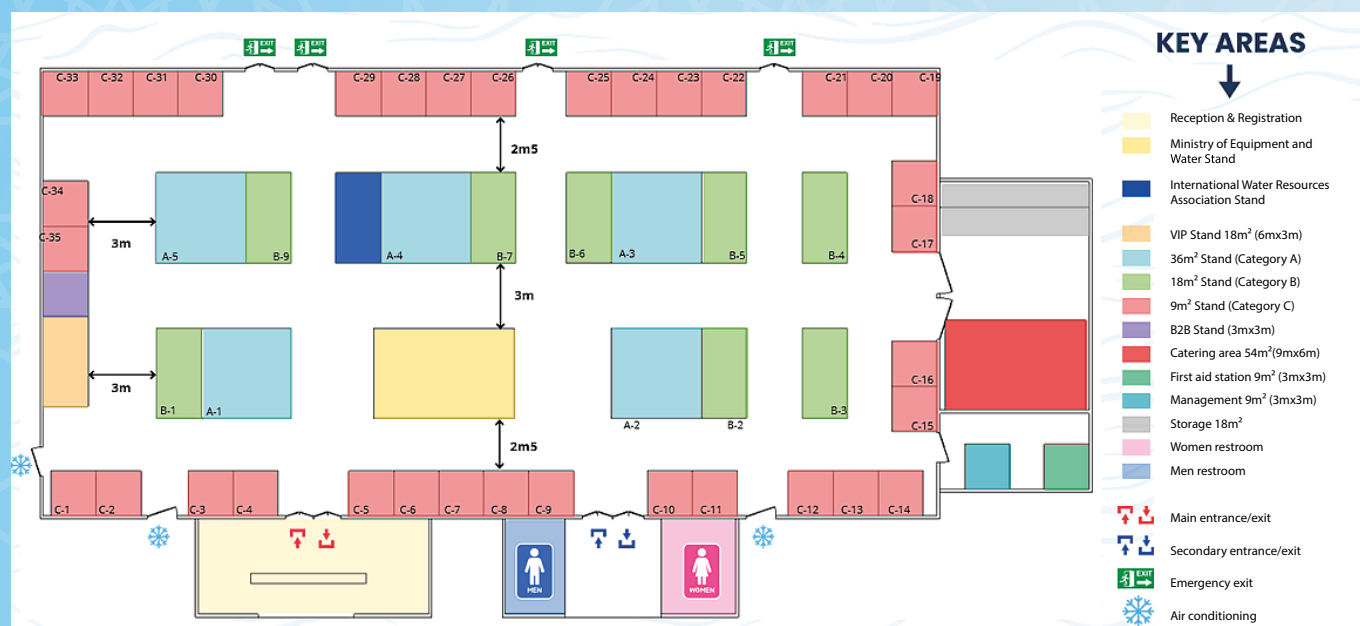 EXIT
EXIT
EXIT
EXIT
C-33
C-32
C-31
C-30
C-29
C-28
C-27
C-26
C-25
C-24
C-23
C-22
C-21
C-20
C-19
2m5
C-34
C-35
3m
A-5
B-9
A-4
B-7
B-6
A-3
B-5
B-4
C-18
C-17
3m
3m
B-1
A-1
A-2
B-2
B-3
C-16
C-15
2m5
C-1
C-2
C-3
C-4
C-5
C-6
C-7
C-8
C-9
C-10
C-11
C-12
C-13
C-14
MEN
WOMEN
KEY AREAS
Reception & Registration
Ministry of Equipment and
Water Stand
International Water Resources
Association Stand
VIP Stand 18m² (6mx3m)
36m² Stand (Category A)
18m² Stand (Category B)
9m² Stand (Category C)
B2B Stand (3mx3m)
Catering area 54m²(9mx6m)
First aid station 9m² (3mx3m)
Management 9m² (3mx3m)
Storage 18m²
Women restroom
Men restroom
Main entrance/exit
Secondary entrance/exit
EXIT
Emergency exit
Air conditioning